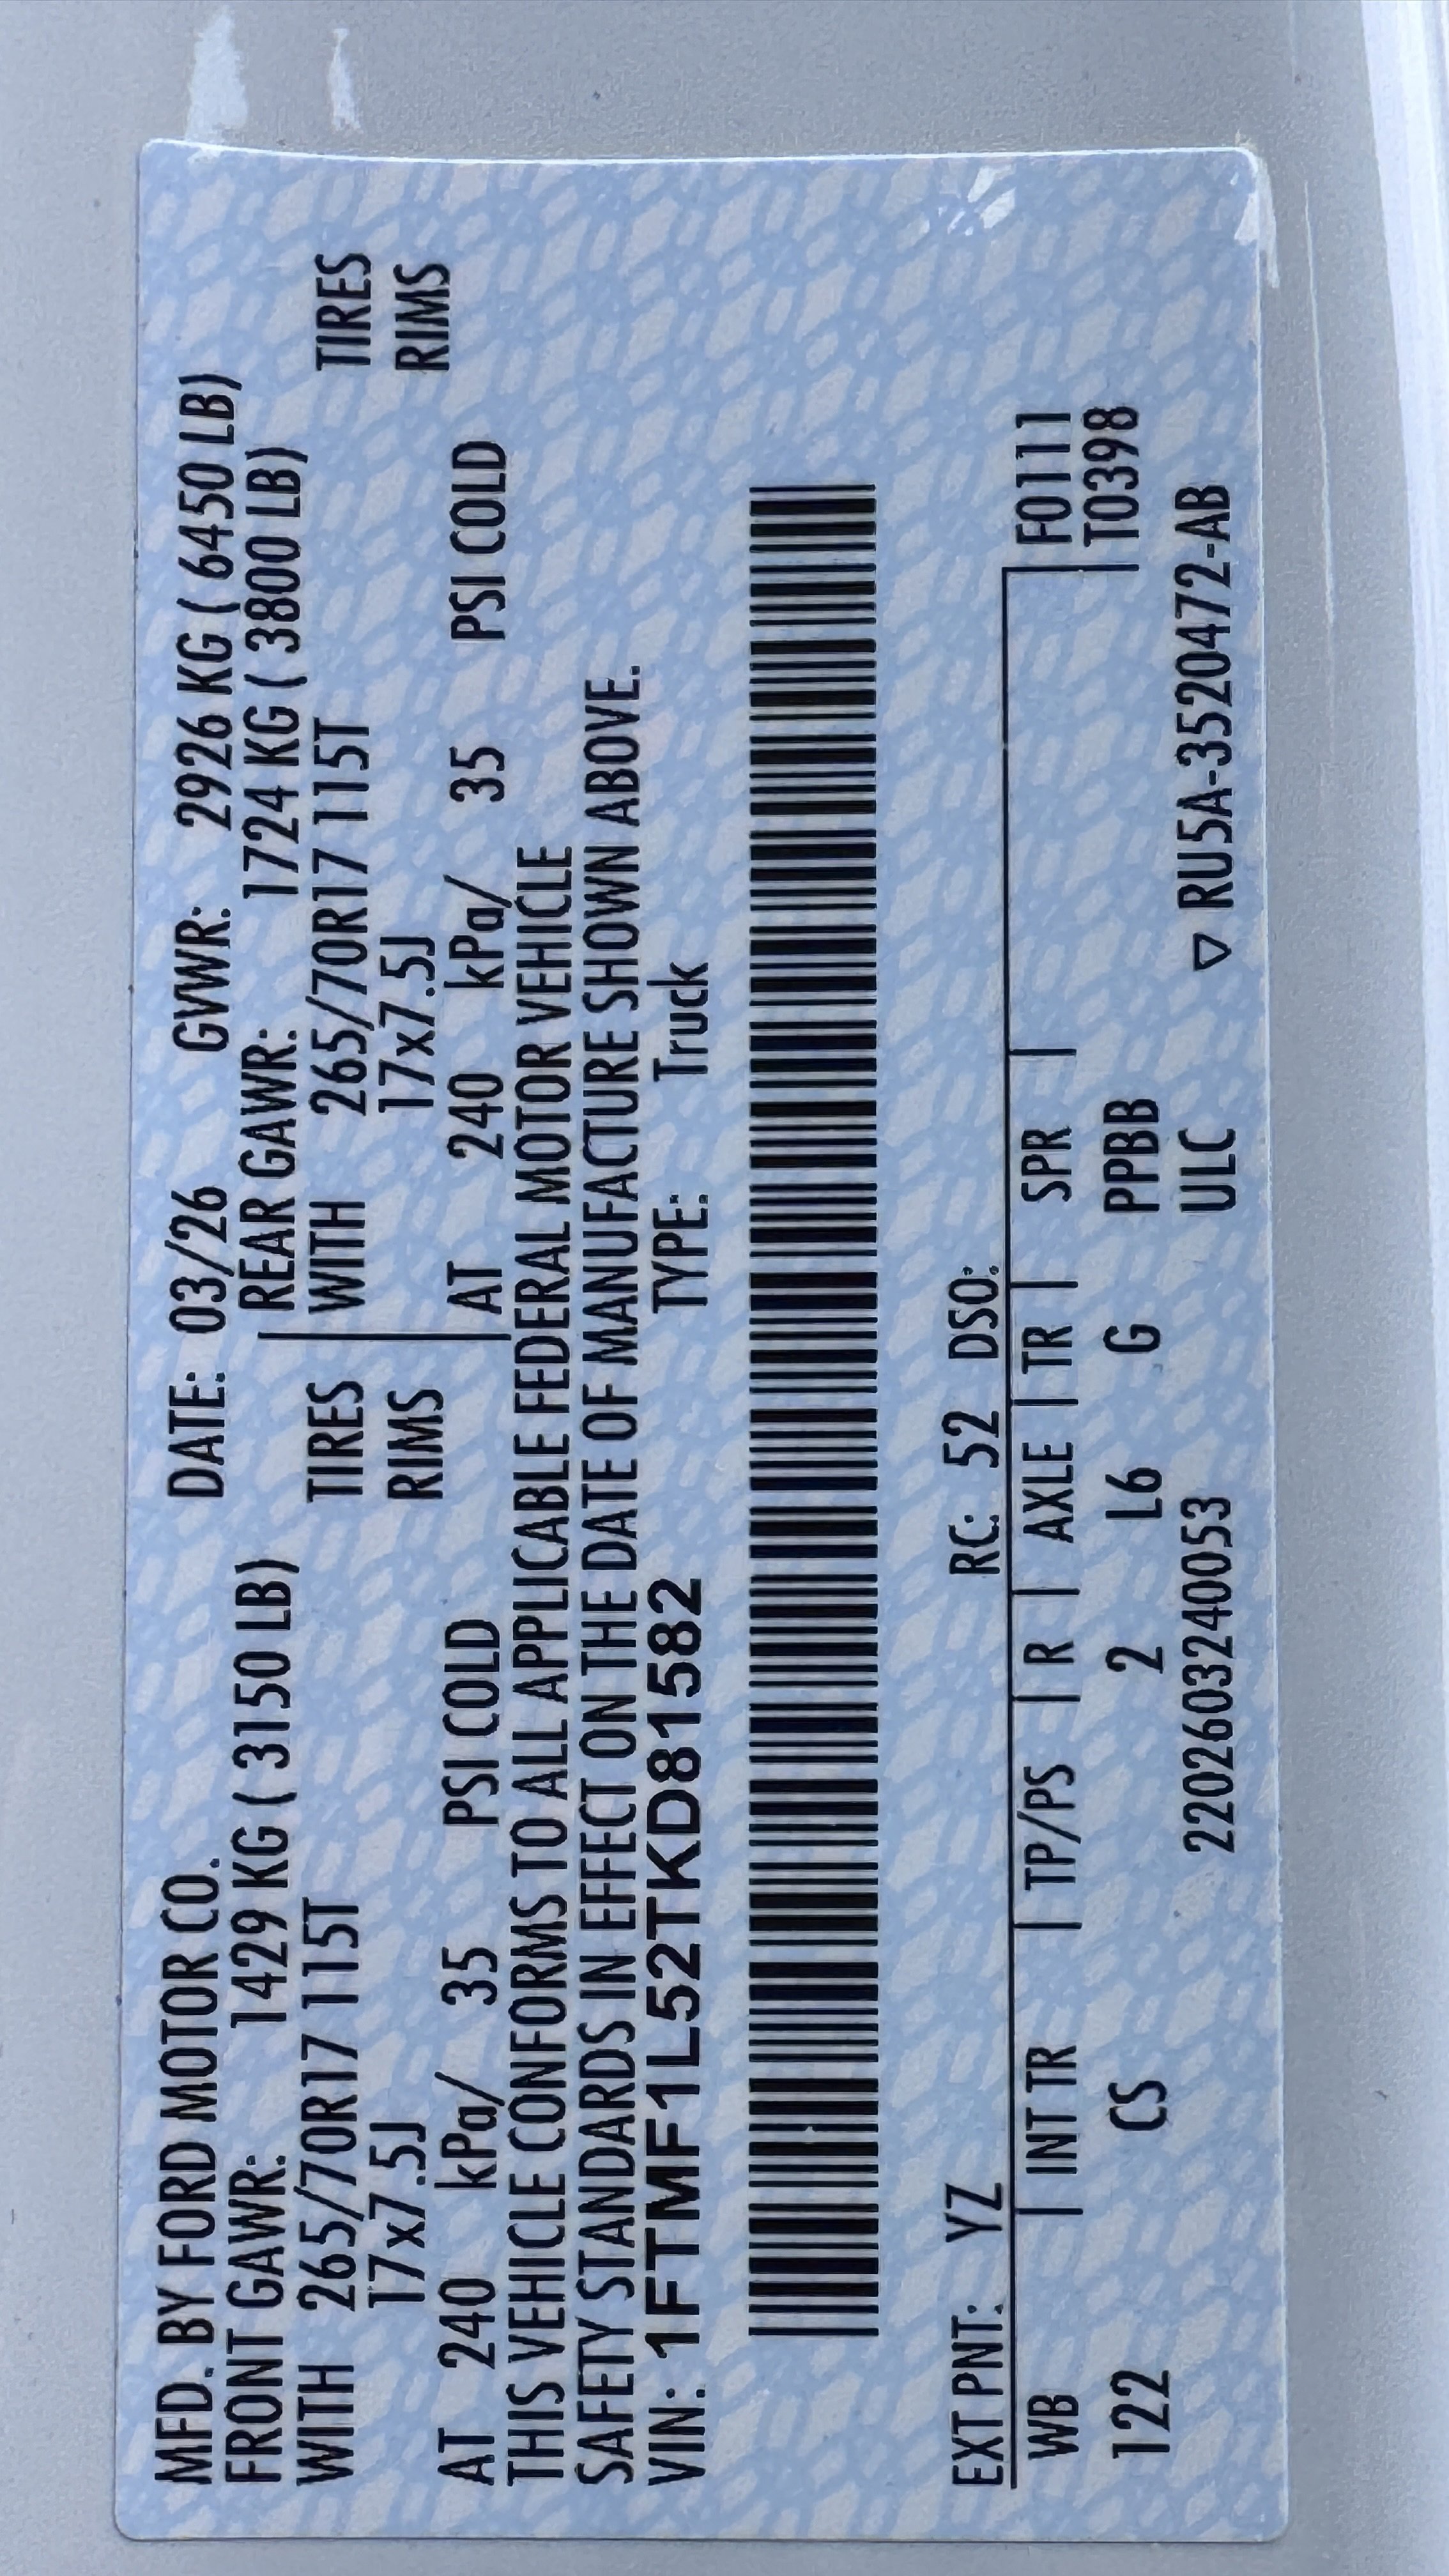 MFD. BY FORD MOTOR CO. DATE: 03/26 GVWR: 2926 KG ( 6450 LB)
FRONT GAWR: 1429 KG ( 3150 LB) REAR GAWR: 1724 KG ( 3800 LB)
WITH 265/70R17 115T TIRES WITH 265/70R17 115T TIRES
17x7.5J RIMS 17x7.5J RIMS
AT 240 kPa/ 35 PSI COLD AT 240 kPa/ 35 PSI COLD
THIS VEHICLE CONFORMS TO ALL APPLICABLE FEDERAL MOTOR VEHICLE
SAFETY STANDARDS IN EFFECT ON THE DATE OF MANUFACTURE SHOWN ABOVE.
VIN: 1FTMF1L52TKD81582 TYPE: Truck
EXT PNT: YZ RC: 52 DSO:
WB | INT TR | TP/PS | R | AXLE | TR | SPR | F0111
122 CS 2 L6 G PPBB T0398
2202603240053 ULC ▽ RU5A-3520472-AB